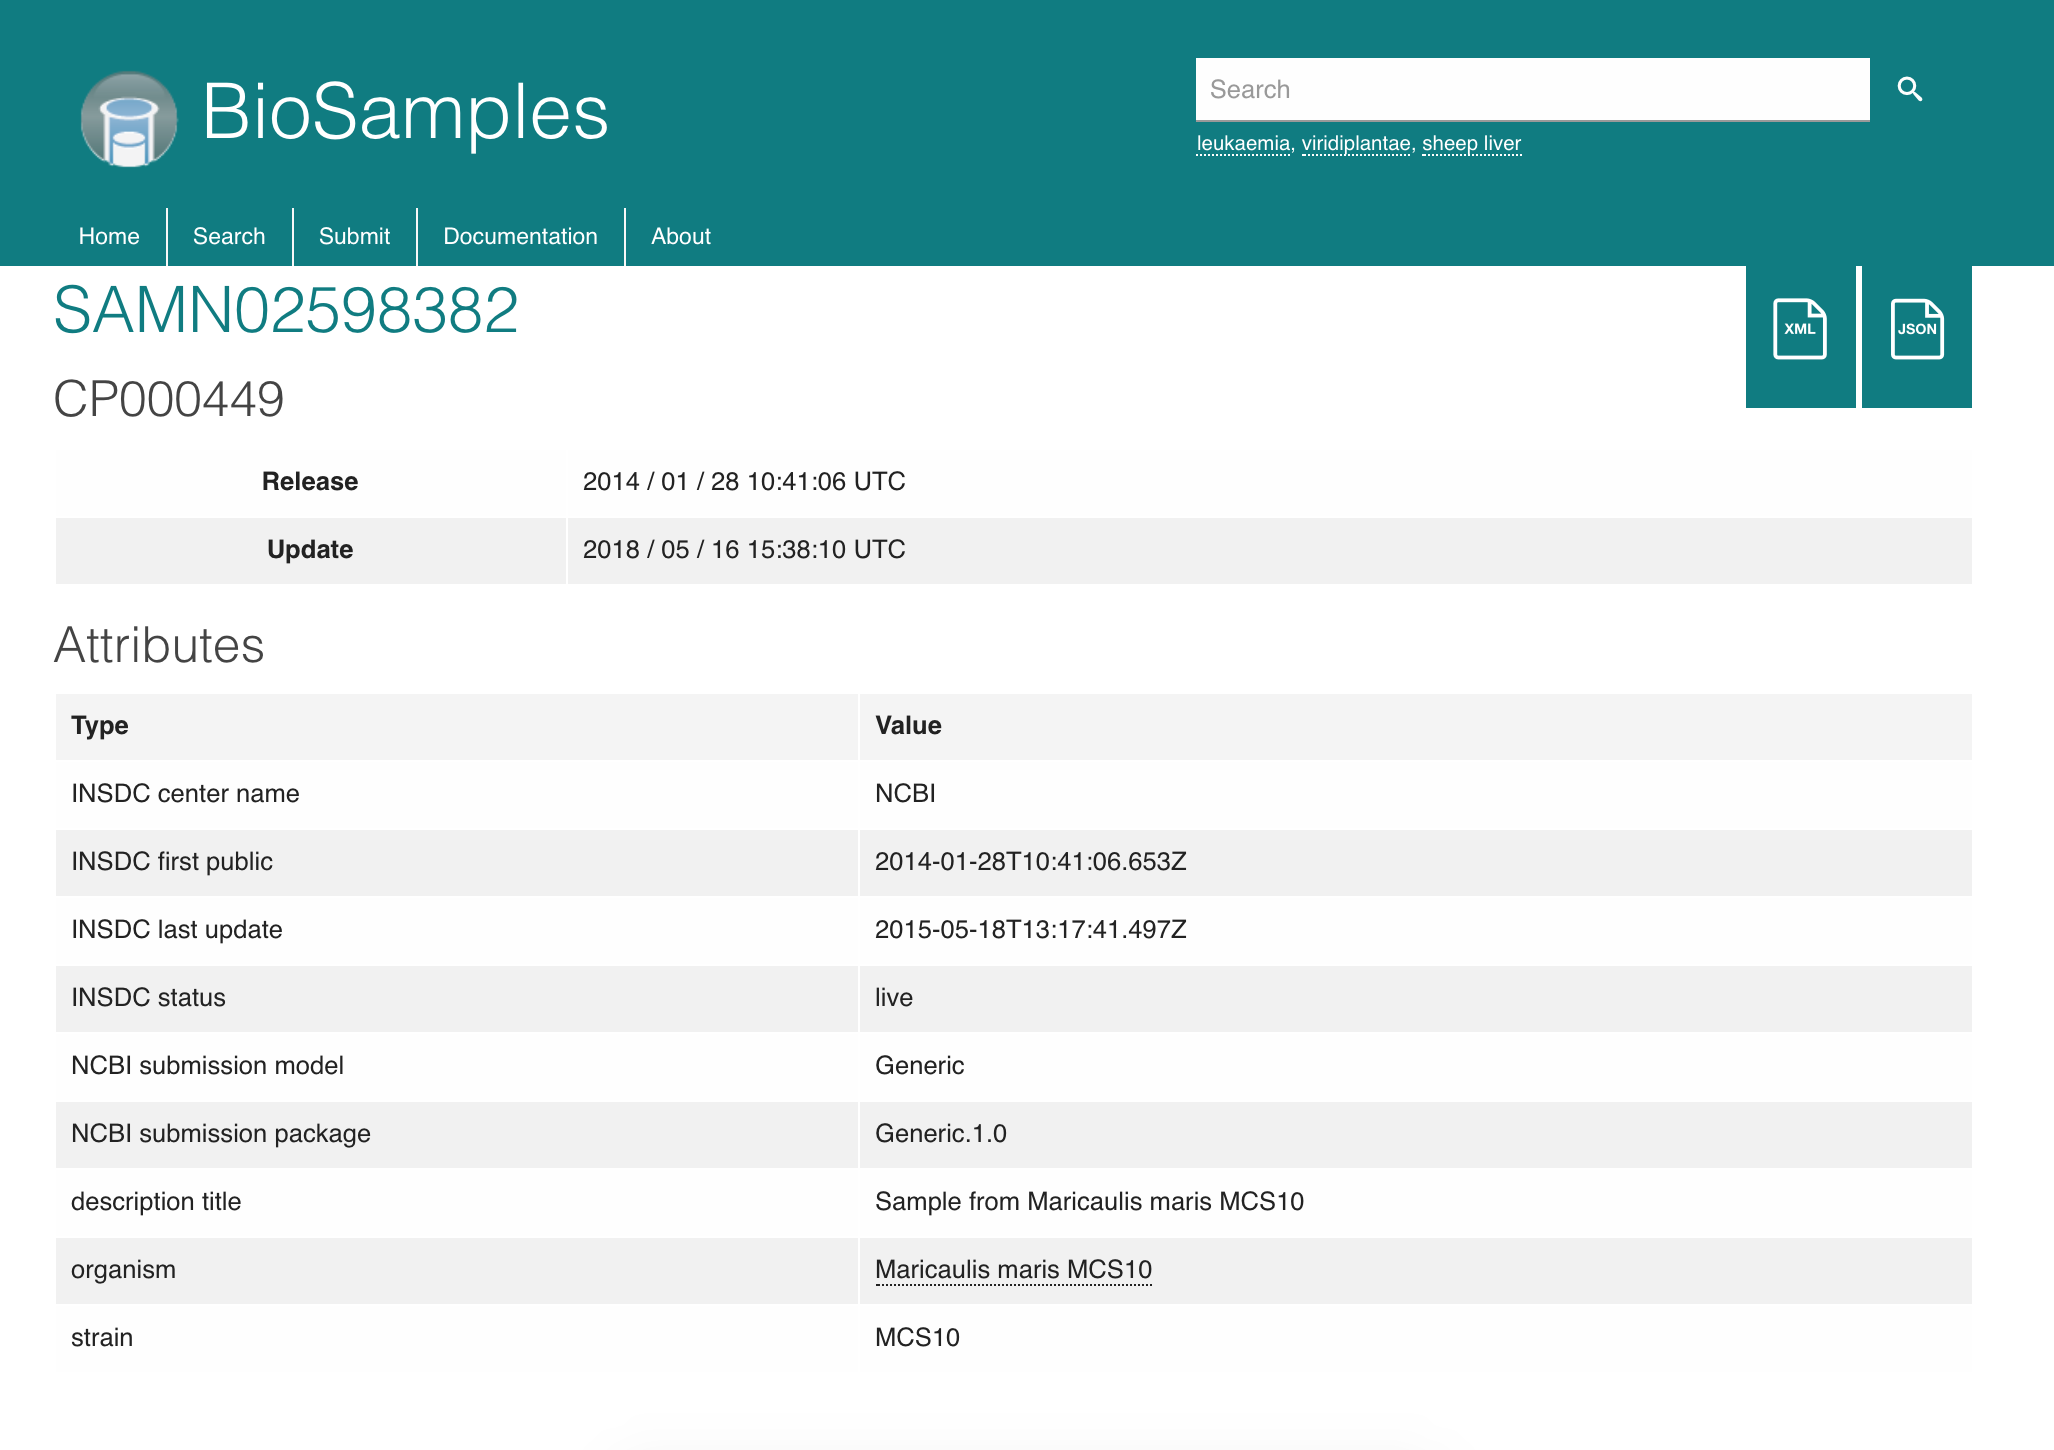 BioSamples
Search
leukaemia, viridiplantae, sheep liver
Home Search Submit Documentation About
SAMN02598382
XML JSON
CP000449
Release 2014 / 01 / 28 10:41:06 UTC
Update 2018 / 05 / 16 15:38:10 UTC
Attributes
Type Value
INSDC center name NCBI
INSDC first public 2014-01-28T10:41:06.653Z
INSDC last update 2015-05-18T13:17:41.497Z
INSDC status live
NCBI submission model Generic
NCBI submission package Generic.1.0
description title Sample from Maricaulis maris MCS10
organism Maricaulis maris MCS10
strain MCS10